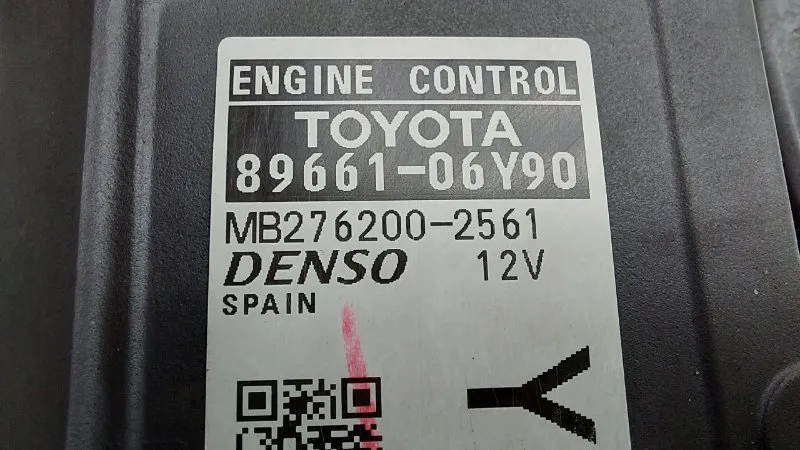 ENGINE CONTROL
TOYOTA
89661-06Y90
MB276200-2561
DENSO 12V
SPAIN
Y